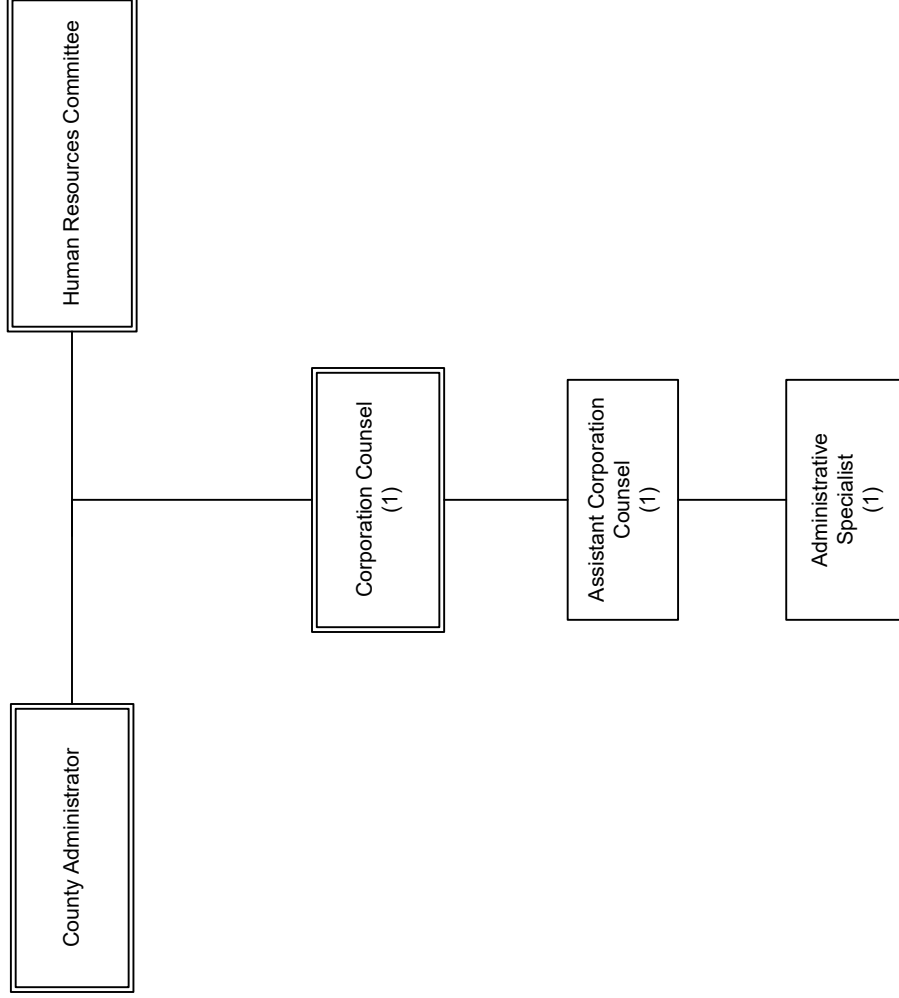 County Administrator
Human Resources Committee
Corporation Counsel
(1)
Assistant Corporation
Counsel
(1)
Administrative
Specialist
(1)